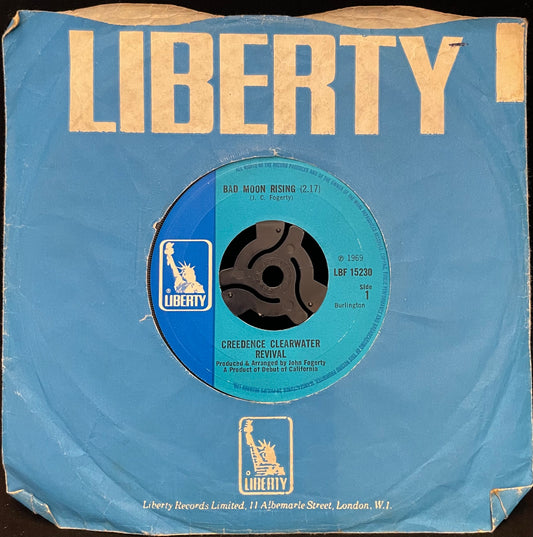 LIBERTY
BAD MOON RISING (2.17)
(J. C. Fogerty)
℗ 1969
LBF 15230
Side
1
Burlington
® LIBERTY
CREEDENCE CLEARWATER
REVIVAL
Produced & Arranged by John Fogerty
A Product of Debut of California
LIBERTY
Liberty Records Limited, 11 Albemarle Street, London, W.1.